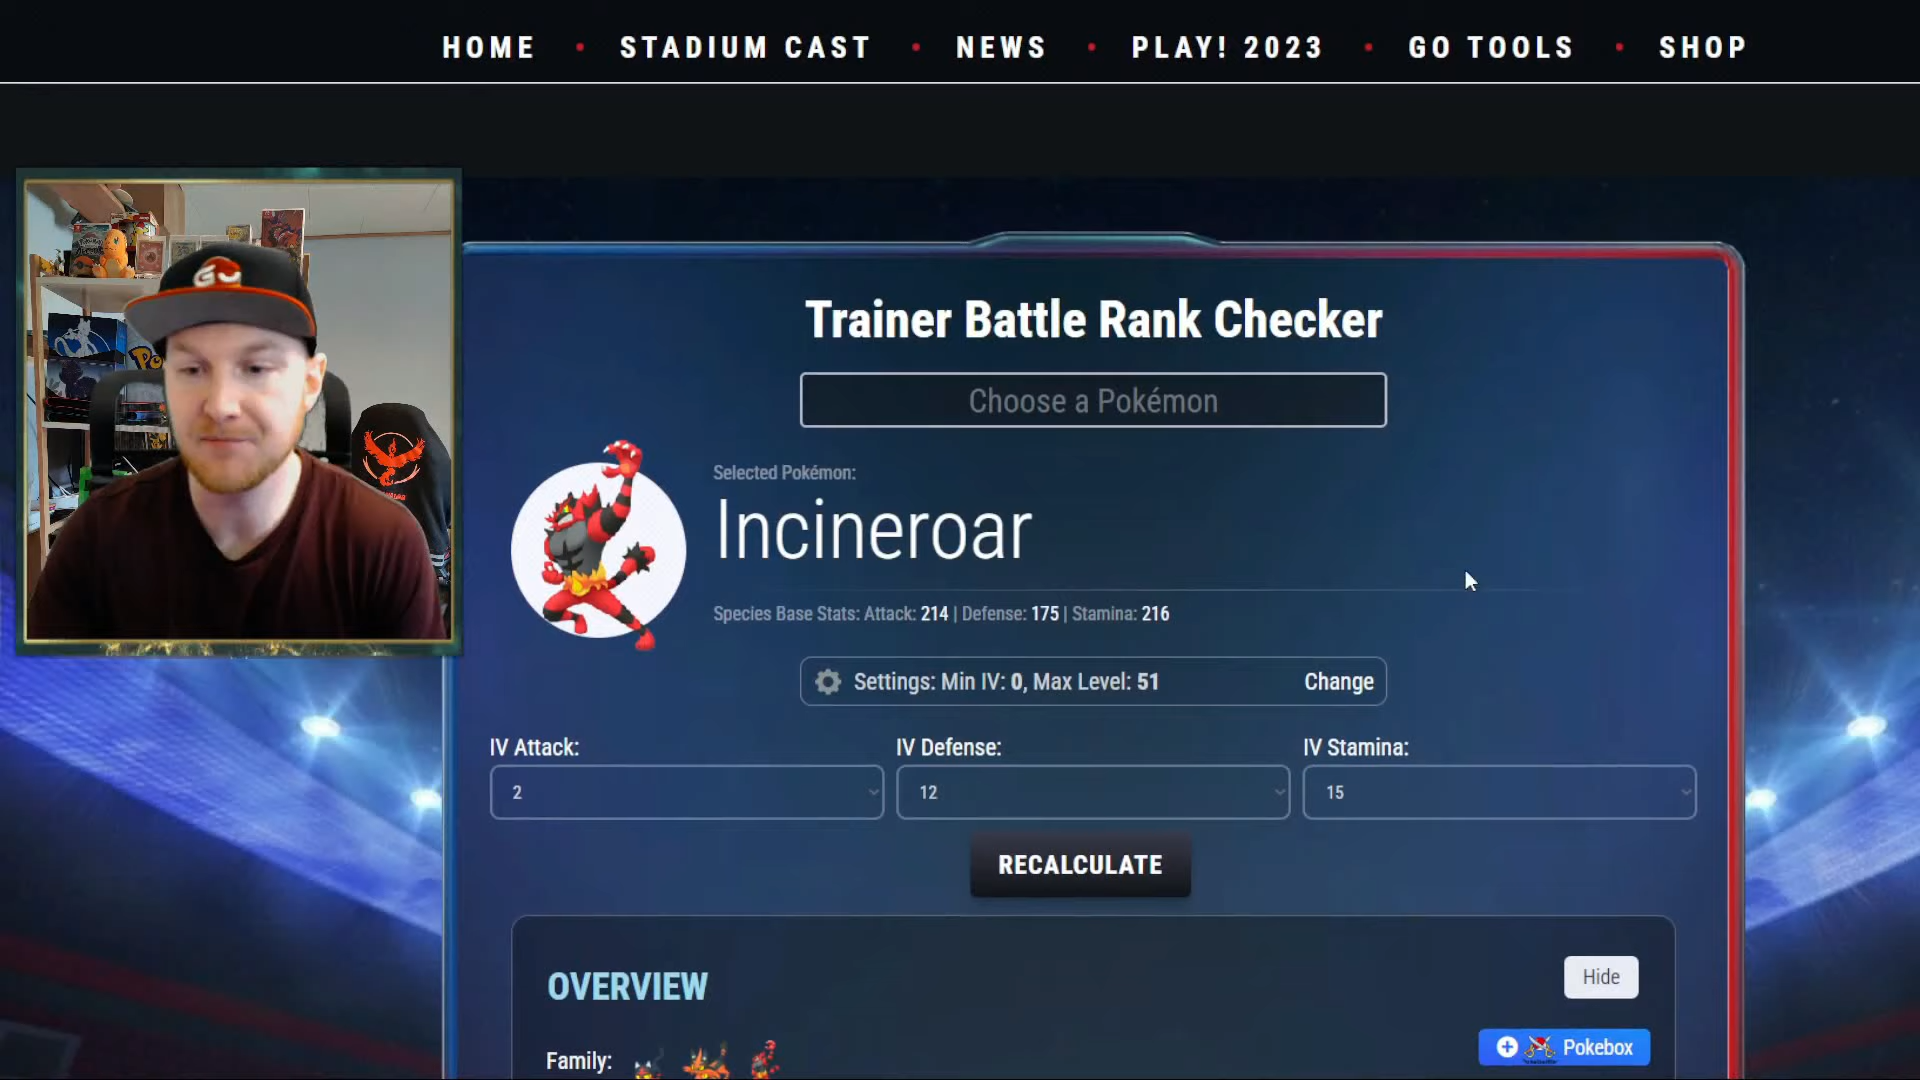 HOME • STADIUM CAST • NEWS • PLAY! 2023 • GO TOOLS • SHOP
GO
Trainer Battle Rank Checker
Choose a Pokémon
Selected Pokémon:
Incineroar
Species Base Stats: Attack: 214 | Defense: 175 | Stamina: 216
Settings: Min IV: 0, Max Level: 51 Change
IV Attack: IV Defense: IV Stamina:
2 12 15
RECALCULATE
OVERVIEW
Hide
Pokebox
Family: